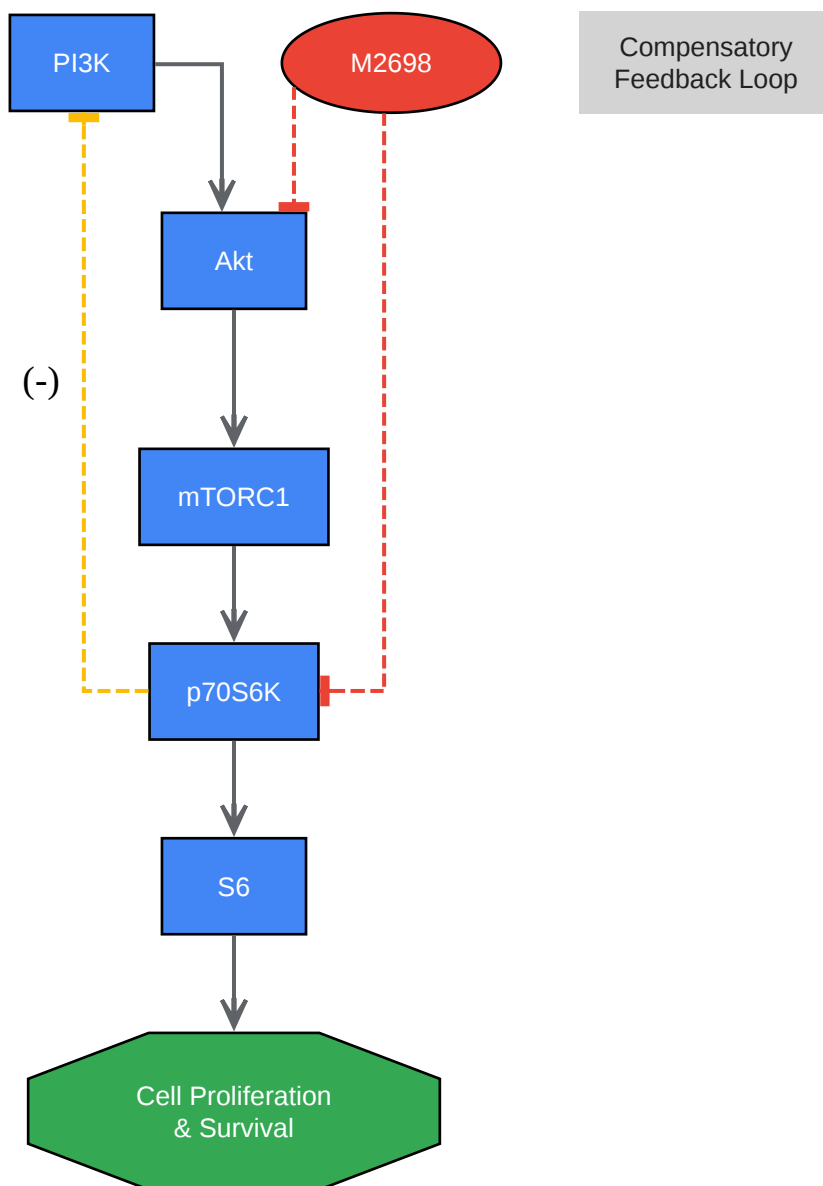 PI3K
M2698
Compensatory
Feedback Loop
Akt
(-)
mTORC1
p70S6K
S6
Cell Proliferation
& Survival